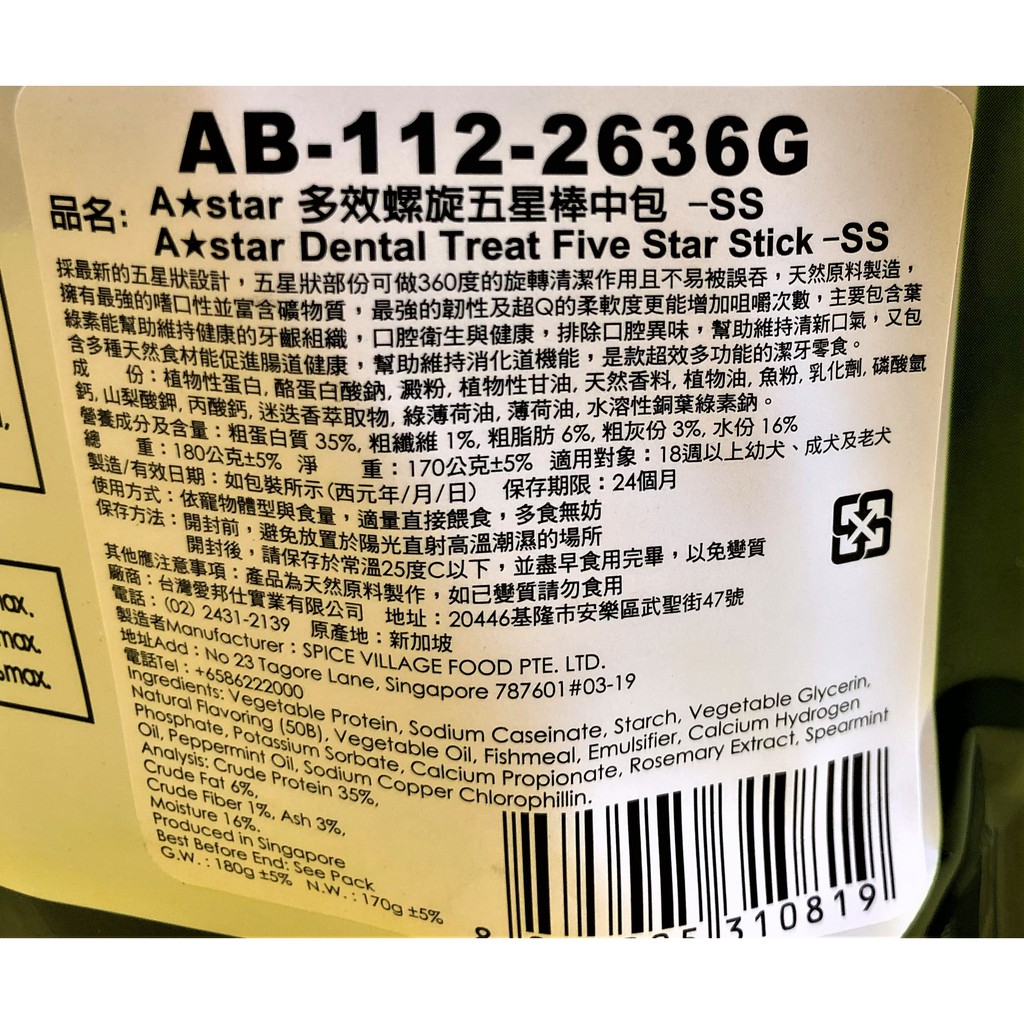 AB-112-2636G
品名: A★star 多效螺旋五星棒中包 -SS
A★star Dental Treat Five Star Stick -SS
採最新的五星狀設計，五星狀部份可做360度的旋轉清潔作用且不易被誤吞，天然原料製造，
擁有最強的嗜口性並富含礦物質，最強的韌性及超Q的柔軟度更能增加咀嚼次數，主要包含葉
綠素能幫助維持健康的牙齦組織，口腔衛生與健康，排除口腔異味，幫助維持清新口氣，又包
含多種天然食材能促進腸道健康，幫助維持消化道機能，是款超效多功能的潔牙零食。
成　份：植物性蛋白, 酪蛋白酸鈉, 澱粉, 植物性甘油, 天然香料, 植物油, 魚粉, 乳化劑, 磷酸氫
鈣, 山梨酸鉀, 丙酸鈣, 迷迭香萃取物, 綠薄荷油, 薄荷油, 水溶性銅葉綠素鈉。
營養成分及含量：粗蛋白質 35%, 粗纖維 1%, 粗脂肪 6%, 粗灰份 3%, 水份 16%
總　重：180公克±5%　淨　重：170公克±5%　適用對象：18週以上幼犬、成犬及老犬
製造/有效日期：如包裝所示(西元年/月/日)　保存期限：24個月
使用方式：依寵物體型與食量，適量直接餵食，多食無妨
保存方法：開封前，避免放置於陽光直射高溫潮濕的場所
開封後，請保存於常溫25度C以下，並盡早食用完畢，以免變質
其他應注意事項：產品為天然原料製作，如已變質請勿食用
廠商：台灣愛邦仕實業有限公司　地址：20446基隆市安樂區武聖街47號
電話：(02) 2431-2139　原產地：新加坡
製造者Manufacturer：SPICE VILLAGE FOOD PTE. LTD.
地址Add：No 23 Tagore Lane, Singapore 787601#03-19
電話Tel：+6586222000
Ingredients: Vegetable Protein, Sodium Caseinate, Starch, Vegetable Glycerin,
Natural Flavoring (50B), Vegetable Oil, Fishmeal, Emulsifier, Calcium Hydrogen
Phosphate, Potassium Sorbate, Calcium Propionate, Rosemary Extract, Spearmint
Oil, Peppermint Oil, Sodium Copper Chlorophillin.
Analysis: Crude Protein 35%,
Crude Fat 6%,
Crude Fiber 1%, Ash 3%,
Moisture 16%.
Produced in Singapore
Best Before End: See Pack
G.W.：180g ±5%　N.W.：170g ±5%
310819
max.
max.